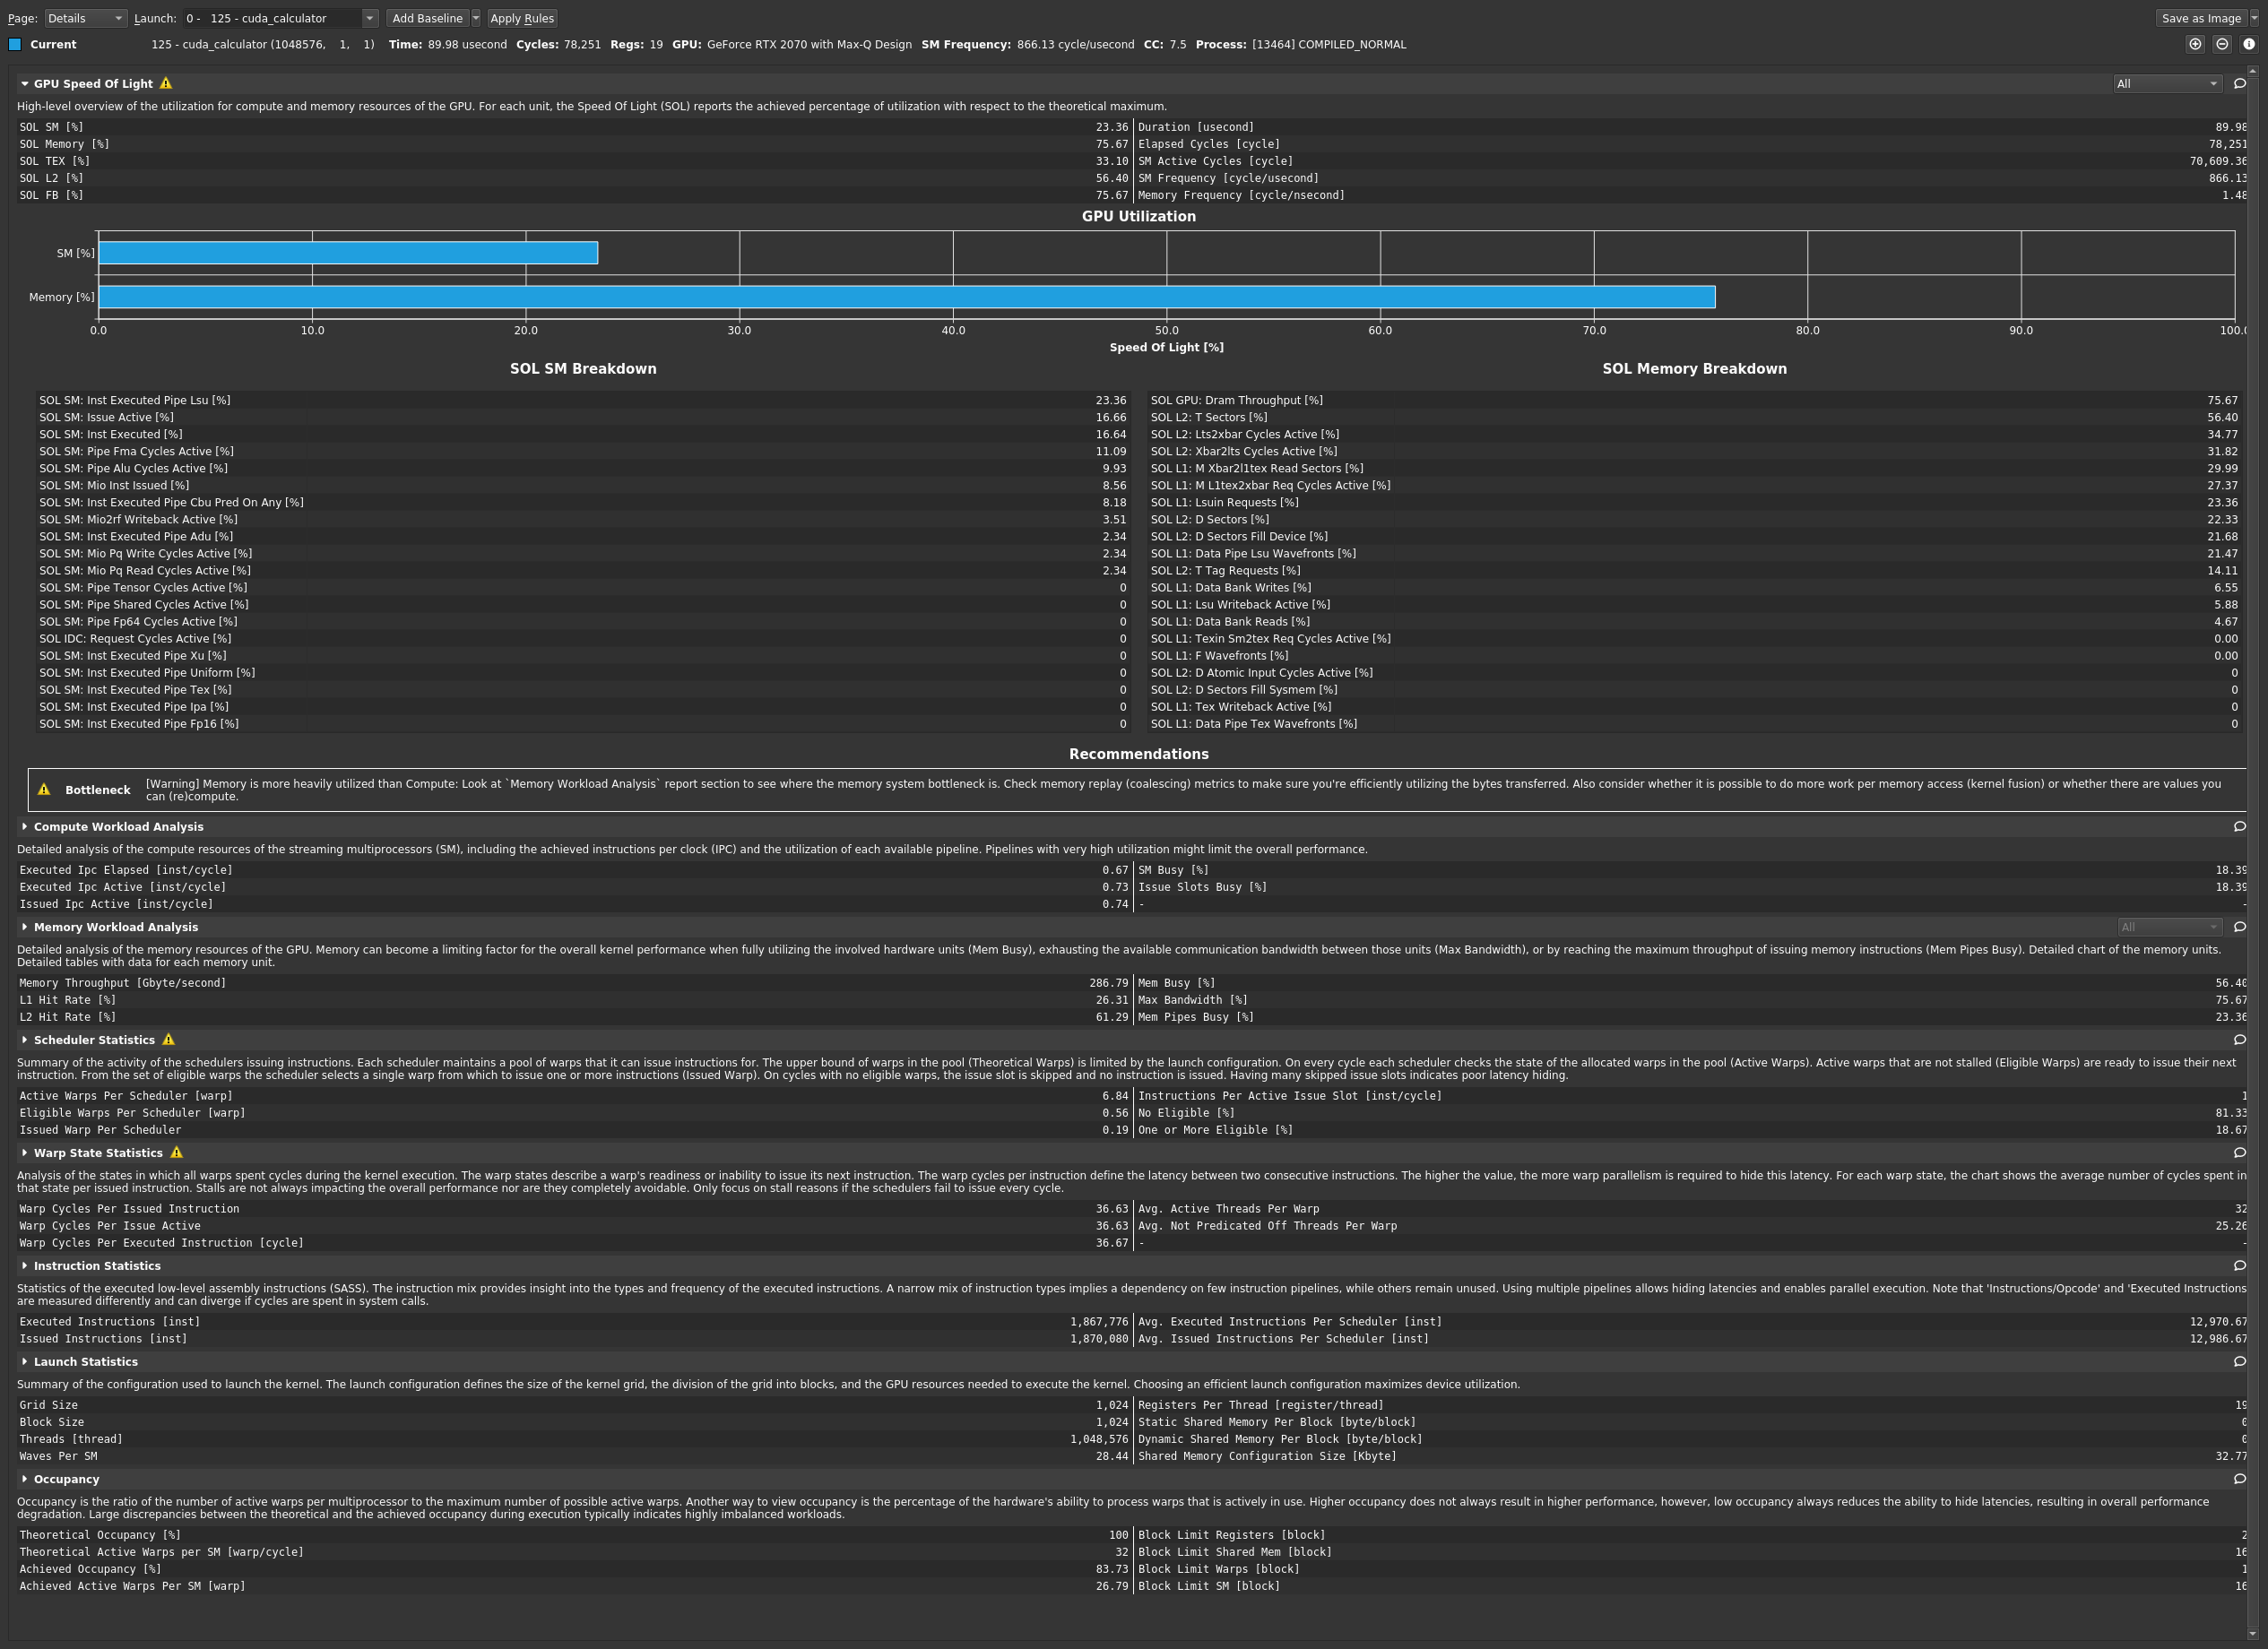 Page: Details Launch: 0 - 125 - cuda_calculator Add Baseline Apply Rules Save as Image
Current 125 - cuda_calculator (1048576, 1, 1) Time: 89.98 usecond Cycles: 78,251 Regs: 19 GPU: GeForce RTX 2070 with Max-Q Design SM Frequency: 866.13 cycle/usecond CC: 7.5 Process: [13464] COMPILED_NORMAL
GPU Speed Of Light All
High-level overview of the utilization for compute and memory resources of the GPU. For each unit, the Speed Of Light (SOL) reports the achieved percentage of utilization with respect to the theoretical maximum.
SOL SM [%] 23.36 Duration [usecond] 89.98
SOL Memory [%] 75.67 Elapsed Cycles [cycle] 78,251
SOL TEX [%] 33.10 SM Active Cycles [cycle] 70,609.36
SOL L2 [%] 56.40 SM Frequency [cycle/usecond] 866.13
SOL FB [%] 75.67 Memory Frequency [cycle/nsecond] 1.48
GPU Utilization
SM [%]
Memory [%]
0.0 10.0 20.0 30.0 40.0 50.0 60.0 70.0 80.0 90.0 100.0
Speed Of Light [%]
SOL SM Breakdown SOL Memory Breakdown
SOL SM: Inst Executed Pipe Lsu [%] 23.36 SOL GPU: Dram Throughput [%] 75.67
SOL SM: Issue Active [%] 16.66 SOL L2: T Sectors [%] 56.40
SOL SM: Inst Executed [%] 16.64 SOL L2: Lts2xbar Cycles Active [%] 34.77
SOL SM: Pipe Fma Cycles Active [%] 11.09 SOL L2: Xbar2lts Cycles Active [%] 31.82
SOL SM: Pipe Alu Cycles Active [%] 9.93 SOL L1: M Xbar2l1tex Read Sectors [%] 29.99
SOL SM: Mio Inst Issued [%] 8.56 SOL L1: M L1tex2xbar Req Cycles Active [%] 27.37
SOL SM: Inst Executed Pipe Cbu Pred On Any [%] 8.18 SOL L1: Lsuin Requests [%] 23.36
SOL SM: Mio2rf Writeback Active [%] 3.51 SOL L2: D Sectors [%] 22.33
SOL SM: Inst Executed Pipe Adu [%] 2.34 SOL L2: D Sectors Fill Device [%] 21.68
SOL SM: Mio Pq Write Cycles Active [%] 2.34 SOL L1: Data Pipe Lsu Wavefronts [%] 21.47
SOL SM: Mio Pq Read Cycles Active [%] 2.34 SOL L2: T Tag Requests [%] 14.11
SOL SM: Pipe Tensor Cycles Active [%] 0 SOL L1: Data Bank Writes [%] 6.55
SOL SM: Pipe Shared Cycles Active [%] 0 SOL L1: Lsu Writeback Active [%] 5.88
SOL SM: Pipe Fp64 Cycles Active [%] 0 SOL L1: Data Bank Reads [%] 4.67
SOL IDC: Request Cycles Active [%] 0 SOL L1: Texin Sm2tex Req Cycles Active [%] 0.00
SOL SM: Inst Executed Pipe Xu [%] 0 SOL L1: F Wavefronts [%] 0.00
SOL SM: Inst Executed Pipe Uniform [%] 0 SOL L2: D Atomic Input Cycles Active [%] 0
SOL SM: Inst Executed Pipe Tex [%] 0 SOL L2: D Sectors Fill Sysmem [%] 0
SOL SM: Inst Executed Pipe Ipa [%] 0 SOL L1: Tex Writeback Active [%] 0
SOL SM: Inst Executed Pipe Fp16 [%] 0 SOL L1: Data Pipe Tex Wavefronts [%] 0
Recommendations
Bottleneck [Warning] Memory is more heavily utilized than Compute: Look at `Memory Workload Analysis` report section to see where the memory system bottleneck is. Check memory replay (coalescing) metrics to make sure you're efficiently utilizing the bytes transferred. Also consider whether it is possible to do more work per memory access (kernel fusion) or whether there are values you
can (re)compute.
Compute Workload Analysis
Detailed analysis of the compute resources of the streaming multiprocessors (SM), including the achieved instructions per clock (IPC) and the utilization of each available pipeline. Pipelines with very high utilization might limit the overall performance.
Executed Ipc Elapsed [inst/cycle] 0.67 SM Busy [%] 18.39
Executed Ipc Active [inst/cycle] 0.73 Issue Slots Busy [%] 18.39
Issued Ipc Active [inst/cycle] 0.74 - -
Memory Workload Analysis All
Detailed analysis of the memory resources of the GPU. Memory can become a limiting factor for the overall kernel performance when fully utilizing the involved hardware units (Mem Busy), exhausting the available communication bandwidth between those units (Max Bandwidth), or by reaching the maximum throughput of issuing memory instructions (Mem Pipes Busy). Detailed chart of the memory units.
Detailed tables with data for each memory unit.
Memory Throughput [Gbyte/second] 286.79 Mem Busy [%] 56.40
L1 Hit Rate [%] 26.31 Max Bandwidth [%] 75.67
L2 Hit Rate [%] 61.29 Mem Pipes Busy [%] 23.36
Scheduler Statistics
Summary of the activity of the schedulers issuing instructions. Each scheduler maintains a pool of warps that it can issue instructions for. The upper bound of warps in the pool (Theoretical Warps) is limited by the launch configuration. On every cycle each scheduler checks the state of the allocated warps in the pool (Active Warps). Active warps that are not stalled (Eligible Warps) are ready to issue their next
instruction. From the set of eligible warps the scheduler selects a single warp from which to issue one or more instructions (Issued Warp). On cycles with no eligible warps, the issue slot is skipped and no instruction is issued. Having many skipped issue slots indicates poor latency hiding.
Active Warps Per Scheduler [warp] 6.84 Instructions Per Active Issue Slot [inst/cycle] 1
Eligible Warps Per Scheduler [warp] 0.56 No Eligible [%] 81.33
Issued Warp Per Scheduler 0.19 One or More Eligible [%] 18.67
Warp State Statistics
Analysis of the states in which all warps spent cycles during the kernel execution. The warp states describe a warp's readiness or inability to issue its next instruction. The warp cycles per instruction define the latency between two consecutive instructions. The higher the value, the more warp parallelism is required to hide this latency. For each warp state, the chart shows the average number of cycles spent in
that state per issued instruction. Stalls are not always impacting the overall performance nor are they completely avoidable. Only focus on stall reasons if the schedulers fail to issue every cycle.
Warp Cycles Per Issued Instruction 36.63 Avg. Active Threads Per Warp 32
Warp Cycles Per Issue Active 36.63 Avg. Not Predicated Off Threads Per Warp 25.26
Warp Cycles Per Executed Instruction [cycle] 36.67 - -
Instruction Statistics
Statistics of the executed low-level assembly instructions (SASS). The instruction mix provides insight into the types and frequency of the executed instructions. A narrow mix of instruction types implies a dependency on few instruction pipelines, while others remain unused. Using multiple pipelines allows hiding latencies and enables parallel execution. Note that 'Instructions/Opcode' and 'Executed Instructions
are measured differently and can diverge if cycles are spent in system calls.
Executed Instructions [inst] 1,867,776 Avg. Executed Instructions Per Scheduler [inst] 12,970.67
Issued Instructions [inst] 1,870,080 Avg. Issued Instructions Per Scheduler [inst] 12,986.67
Launch Statistics
Summary of the configuration used to launch the kernel. The launch configuration defines the size of the kernel grid, the division of the grid into blocks, and the GPU resources needed to execute the kernel. Choosing an efficient launch configuration maximizes device utilization.
Grid Size 1,024 Registers Per Thread [register/thread] 19
Block Size 1,024 Static Shared Memory Per Block [byte/block] 0
Threads [thread] 1,048,576 Dynamic Shared Memory Per Block [byte/block] 0
Waves Per SM 28.44 Shared Memory Configuration Size [Kbyte] 32.77
Occupancy
Occupancy is the ratio of the number of active warps per multiprocessor to the maximum number of possible active warps. Another way to view occupancy is the percentage of the hardware's ability to process warps that is actively in use. Higher occupancy does not always result in higher performance, however, low occupancy always reduces the ability to hide latencies, resulting in overall performance
degradation. Large discrepancies between the theoretical and the achieved occupancy during execution typically indicates highly imbalanced workloads.
Theoretical Occupancy [%] 100 Block Limit Registers [block] 2
Theoretical Active Warps per SM [warp/cycle] 32 Block Limit Shared Mem [block] 16
Achieved Occupancy [%] 83.73 Block Limit Warps [block] 1
Achieved Active Warps Per SM [warp] 26.79 Block Limit SM [block] 16